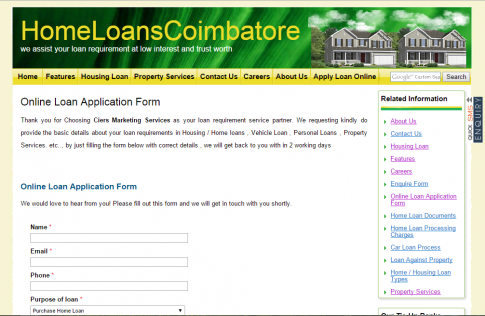 HomeLoansCoimbatore
we assist your loan requirement at low interest and trust worth
Home Features Housing Loan Property Services Contact Us Careers About Us Apply Loan Online Google Custom Sea Search
Online Loan Application Form
Thank you for Choosing Ciers Marketing Services as your loan requirement service partner. We requesting kindly do
provide the basic details about your loan requirements in Housing / Home loans , Vehicle Loan , Personal Loans , Property
Services. etc.., by just filling the form below with correct details , we will get back to you with in 2 working days
Online Loan Application Form
We would love to hear from you! Please fill out this form and we will get in touch with you shortly.
Name *
Email *
Phone *
Purpose of loan *
Purchase Home Loan
Related Information
About Us
Contact Us
Housing Loan
Features
Careers
Enquire Form
Online Loan Application
Form
Home Loan Documents
Home Loan Processing
Charges
Car Loan Process
Loan Against Property
Home / Housing Loan
Types
Property Services
QUICK SMS
ENQUIRY